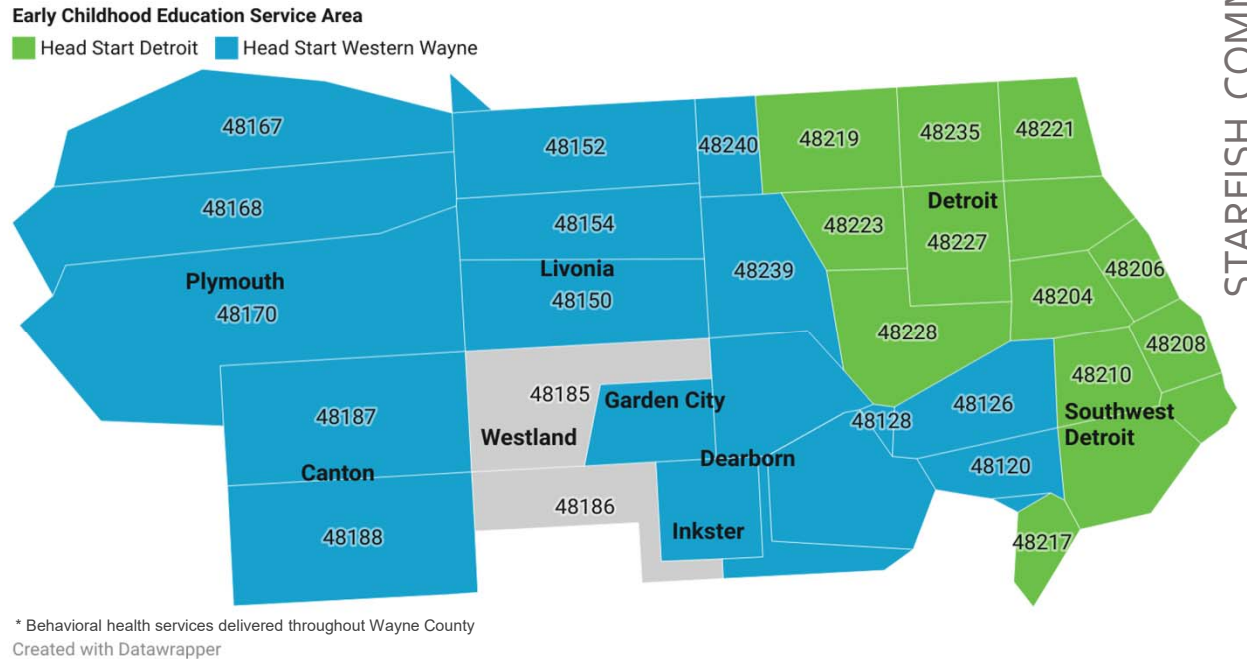 Early Childhood Education Service Area
Head Start Detroit Head Start Western Wayne
48167
48152
48240
48219
48235
48221
48168
48154
48223
Detroit
48227
Plymouth
48170
Livonia
48150
48239
48206
48204
48228
48208
48187
48185
Garden City
48128
48126
48210
Westland
Southwest
Detroit
Canton
Dearborn
48120
48188
48186
Inkster
48217
* Behavioral health services delivered throughout Wayne County
Created with Datawrapper
STARFISH